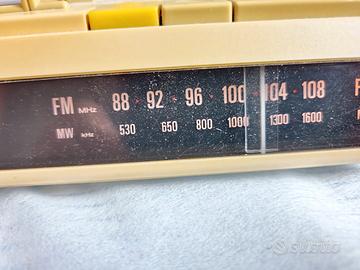 FM MHz 88 • 92 • 96 • 100 • 104 • 108 F
MW kHz 530 650 800 1000 1300 1600
subito